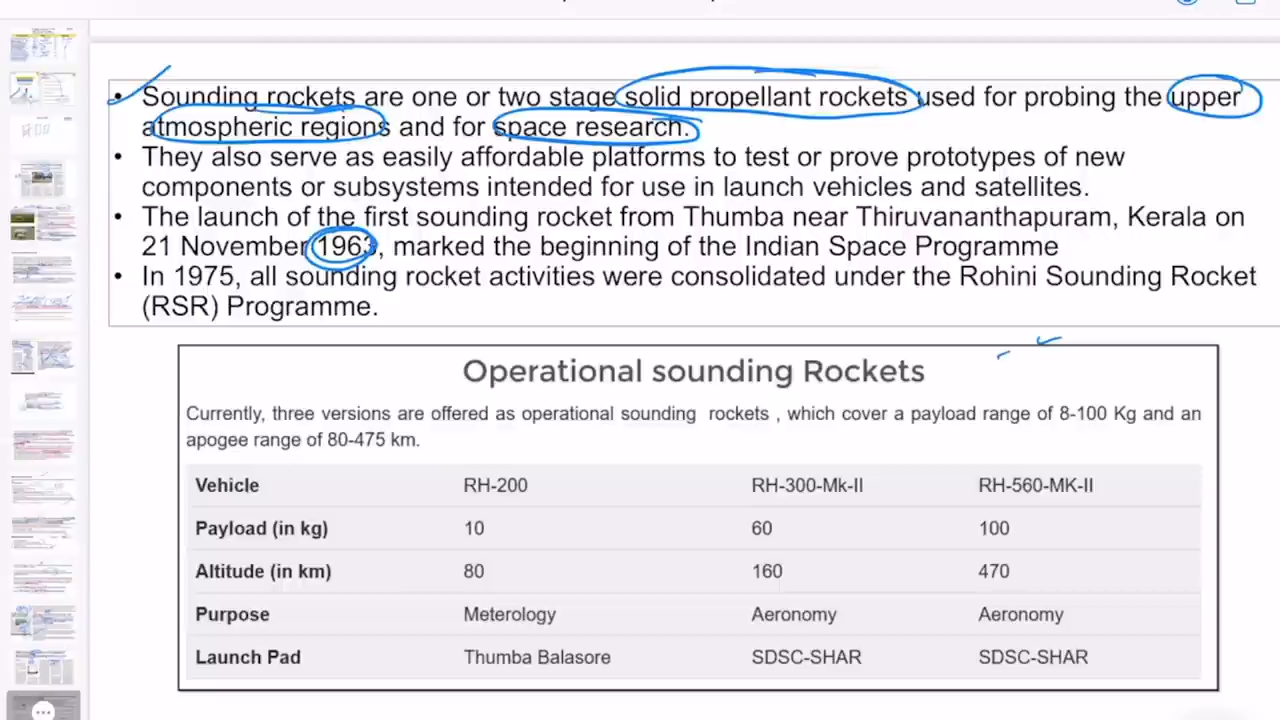 • Sounding rockets are one or two stage solid propellant rockets used for probing the upper
atmospheric regions and for space research.
• They also serve as easily affordable platforms to test or prove prototypes of new
components or subsystems intended for use in launch vehicles and satellites.
• The launch of the first sounding rocket from Thumba near Thiruvananthapuram, Kerala on
21 November 1963, marked the beginning of the Indian Space Programme
• In 1975, all sounding rocket activities were consolidated under the Rohini Sounding Rocket
(RSR) Programme.
Operational sounding Rockets
Currently, three versions are offered as operational sounding rockets , which cover a payload range of 8-100 Kg and an
apogee range of 80-475 km.
Vehicle RH-200 RH-300-Mk-II RH-560-MK-II
Payload (in kg) 10 60 100
Altitude (in km) 80 160 470
Purpose Meterology Aeronomy Aeronomy
Launch Pad Thumba Balasore SDSC-SHAR SDSC-SHAR